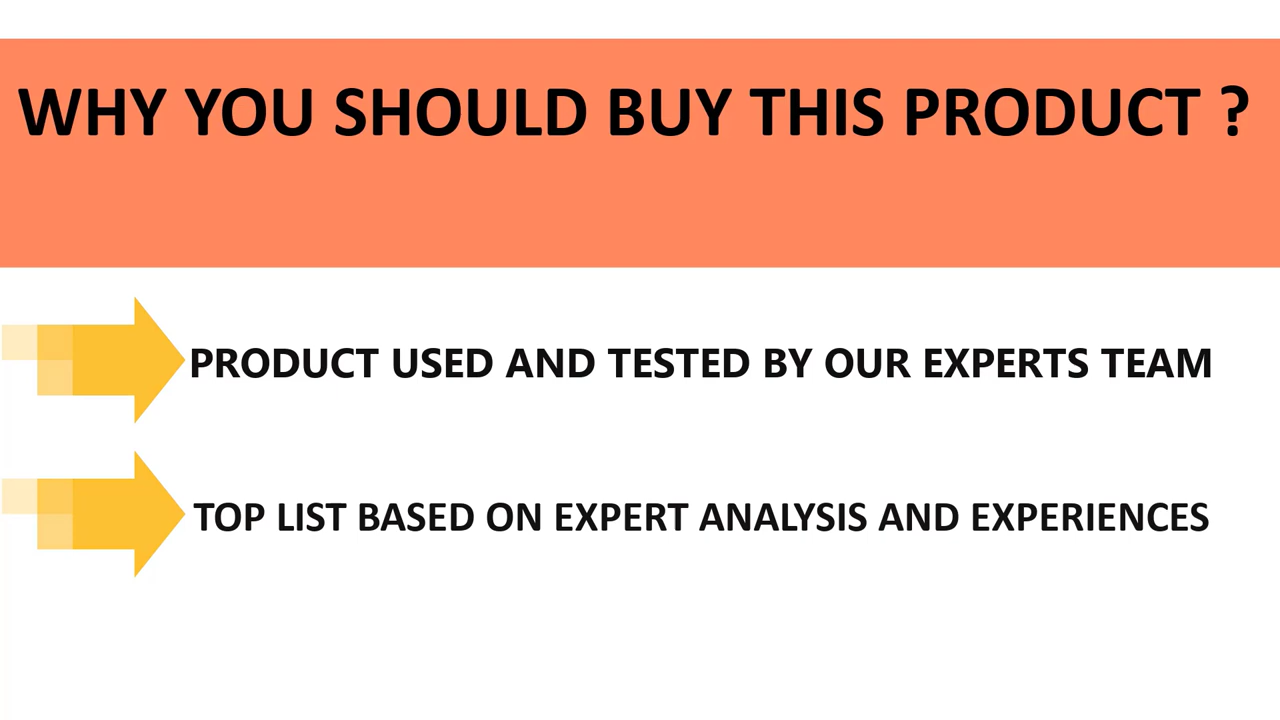 WHY YOU SHOULD BUY THIS PRODUCT ?
PRODUCT USED AND TESTED BY OUR EXPERTS TEAM
TOP LIST BASED ON EXPERT ANALYSIS AND EXPERIENCES